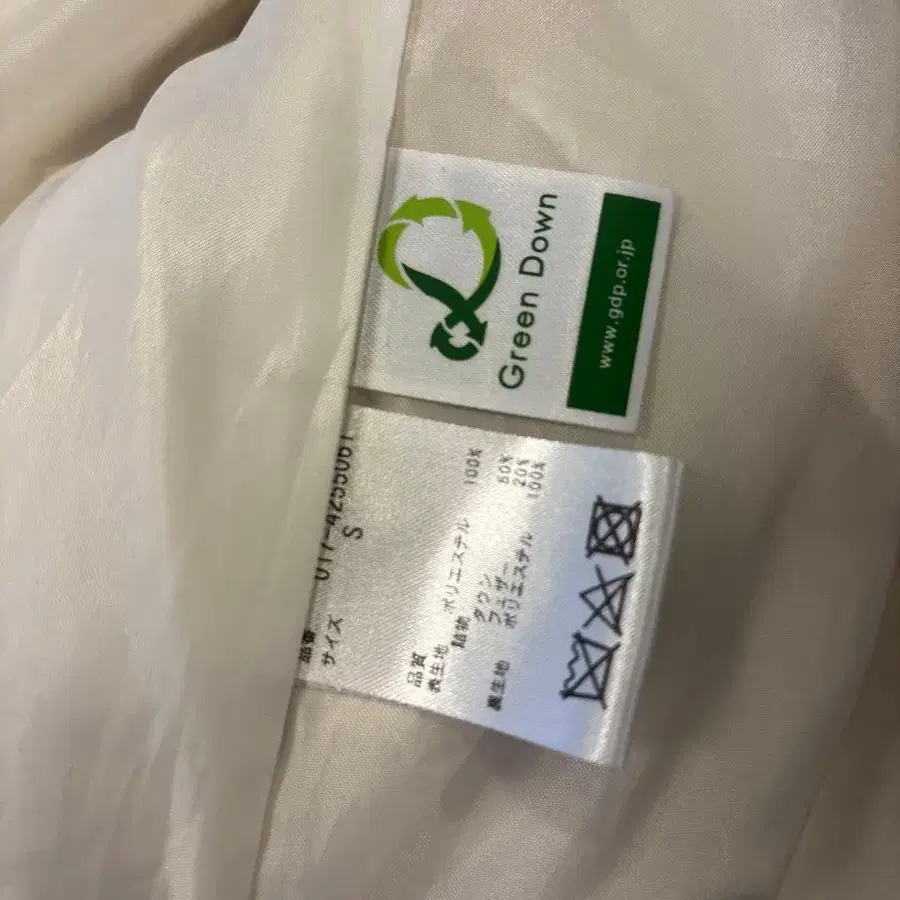 Green Down
www.gdp.or.jp
品番 017-4255061
サイズ S
品質
表生地 ポリエステル 100%
詰物 ダウン 80%
フェザー 20%
裏生地 ポリエステル 100%